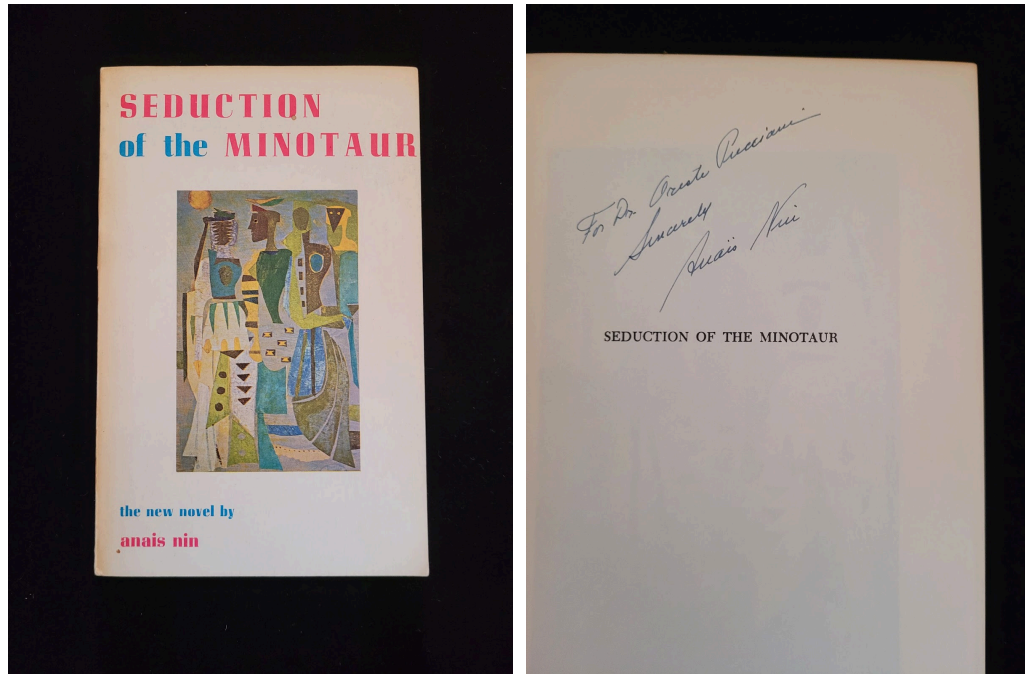 SEDUCTION
of the MINOTAUR
the new novel by
anais nin
For Dr. Oreste Pucciani
Sincerely
Anaïs Nin
SEDUCTION OF THE MINOTAUR